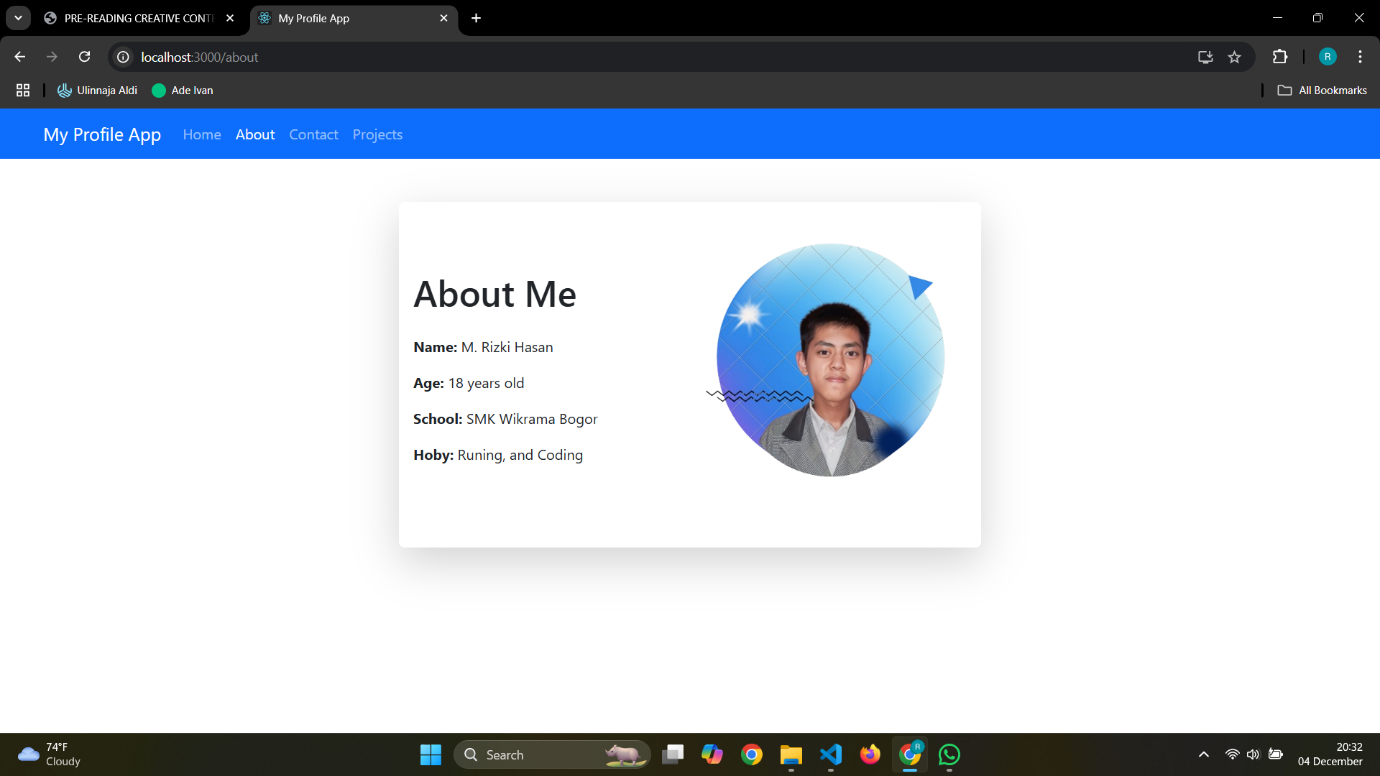 PRE-READING CREATIVE CONT
My Profile App
localhost:3000/about
R
Ulinnaja Aldi
Ade Ivan
All Bookmarks
My Profile App
Home
About
Contact
Projects
About Me
Name: M. Rizki Hasan
Age: 18 years old
School: SMK Wikrama Bogor
Hoby: Runing, and Coding
74°F
Cloudy
Search
R
20:32
04 December